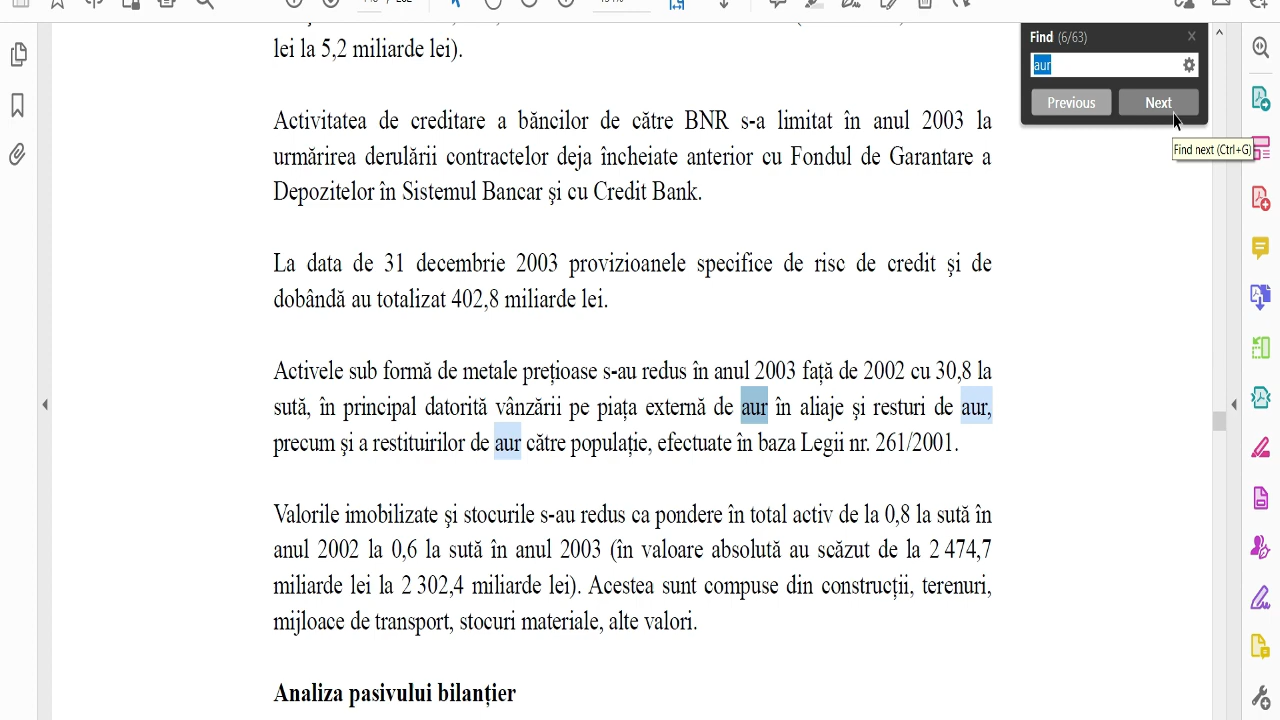 lei la 5,2 miliarde lei).
Activitatea de creditare a băncilor de către BNR s-a limitat în anul 2003 la
urmărirea derulării contractelor deja încheiate anterior cu Fondul de Garantare a
Depozitelor în Sistemul Bancar şi cu Credit Bank.
La data de 31 decembrie 2003 provizioanele specifice de risc de credit şi de
dobândă au totalizat 402,8 miliarde lei.
Activele sub formă de metale preţioase s-au redus în anul 2003 faţă de 2002 cu 30,8 la
sută, în principal datorită vânzării pe piaţa externă de aur în aliaje şi resturi de aur,
precum şi a restituirilor de aur către populaţie, efectuate în baza Legii nr. 261/2001.
Valorile imobilizate şi stocurile s-au redus ca pondere în total activ de la 0,8 la sută în
anul 2002 la 0,6 la sută în anul 2003 (în valoare absolută au scăzut de la 2 474,7
miliarde lei la 2 302,4 miliarde lei). Acestea sunt compuse din construcţii, terenuri,
mijloace de transport, stocuri materiale, alte valori.
Analiza pasivului bilanţier
Find (6/63)
aur
Previous Next
Find next (Ctrl+G)